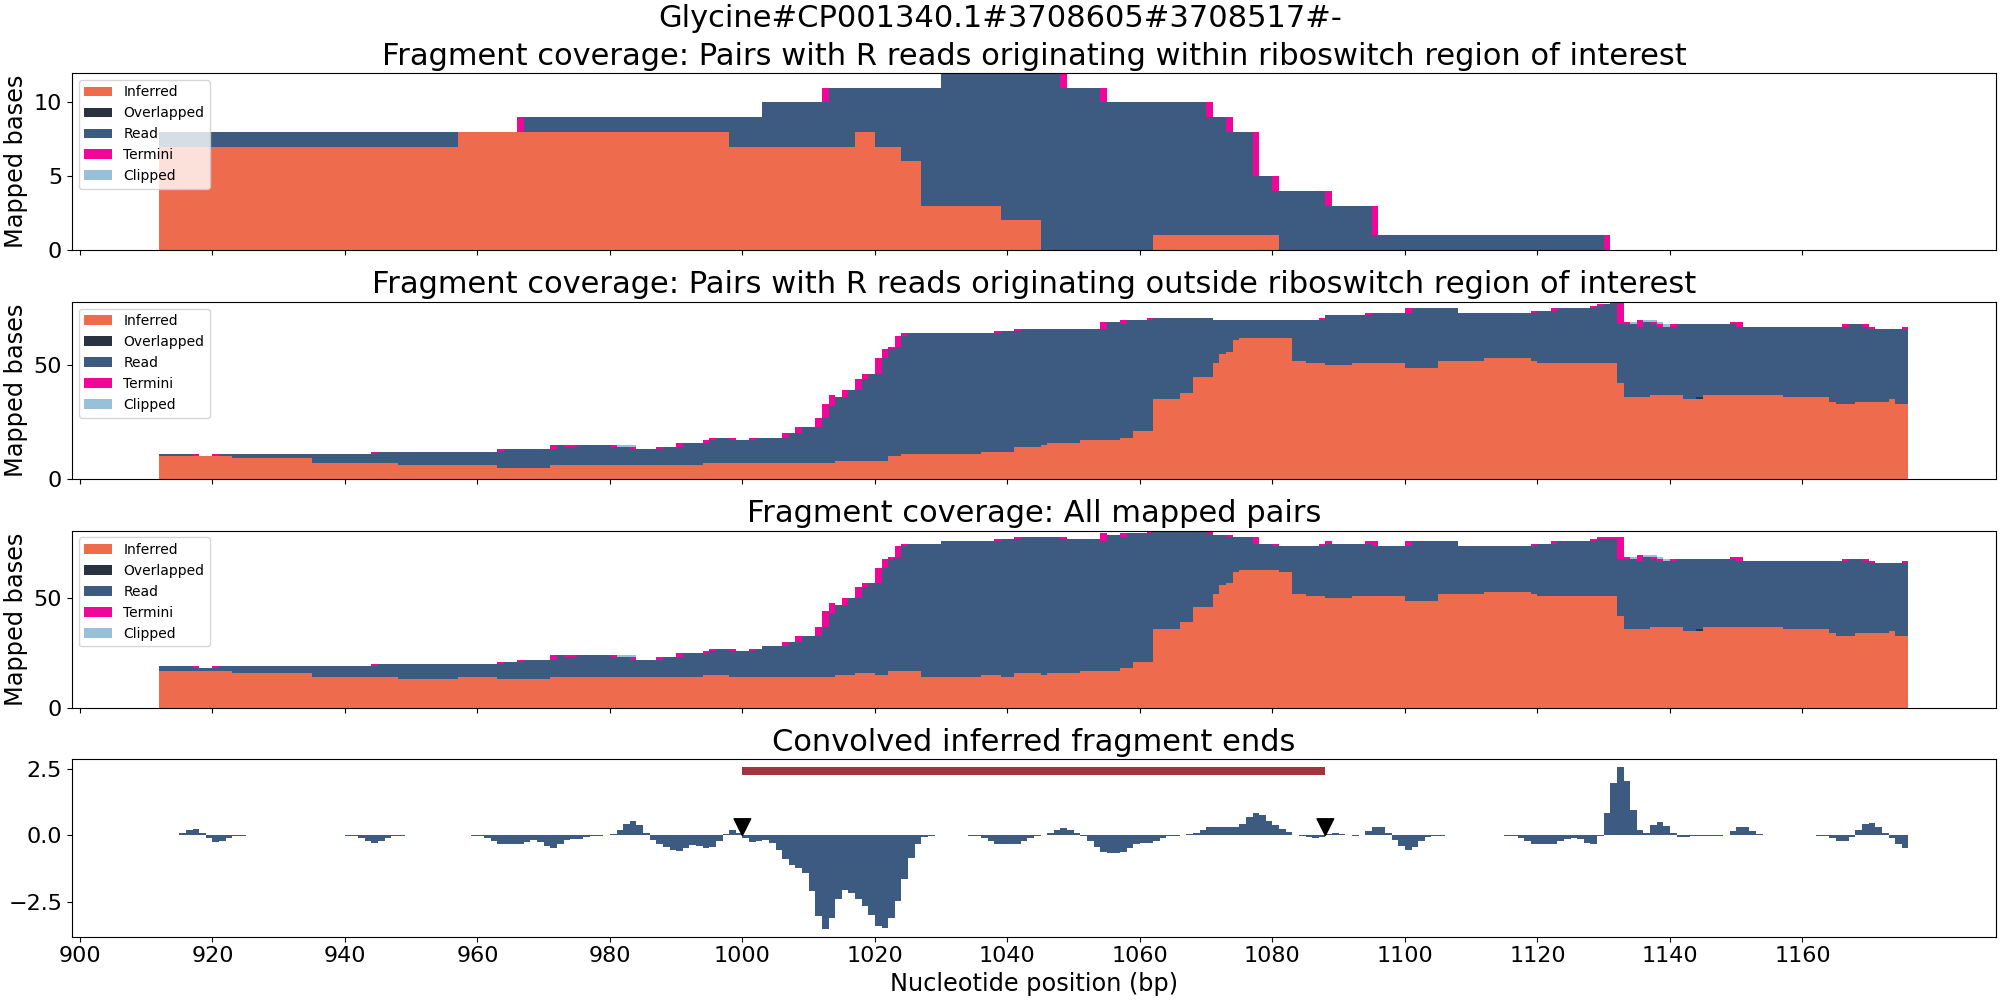 Glycine#CP001340.1#3708605#3708517#-
Fragment coverage: Pairs with R reads originating within riboswitch region of interest
Mapped bases
10
5
0
Inferred
Overlapped
Read
Termini
Clipped
Fragment coverage: Pairs with R reads originating outside riboswitch region of interest
Mapped bases
50
0
Inferred
Overlapped
Read
Termini
Clipped
Fragment coverage: All mapped pairs
Mapped bases
50
0
Inferred
Overlapped
Read
Termini
Clipped
Convolved inferred fragment ends
2.5
0.0
−2.5
900 920 940 960 980 1000 1020 1040 1060 1080 1100 1120 1140 1160
Nucleotide position (bp)